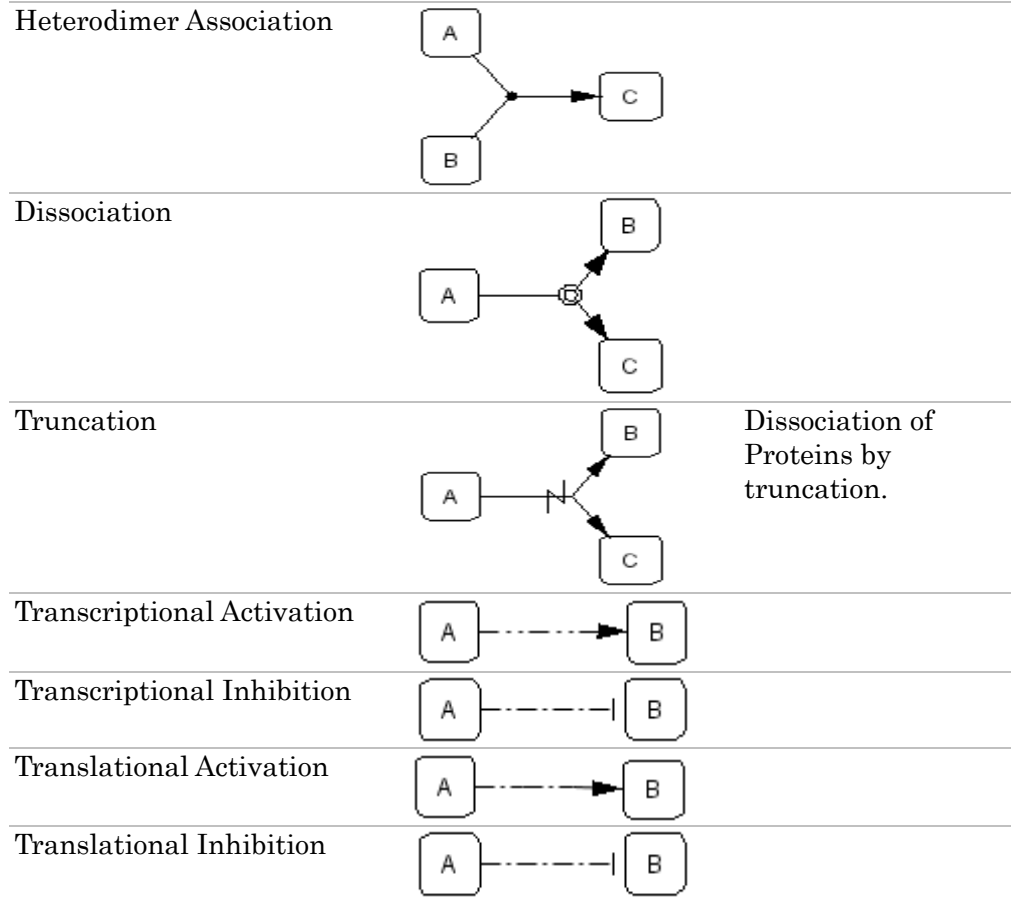 Heterodimer Association
A
C
B
Dissociation
B
A
C
Truncation
B
Dissociation of
Proteins by
truncation.
A
C
Transcriptional Activation
A
B
Transcriptional Inhibition
A
B
Translational Activation
A
B
Translational Inhibition
A
B